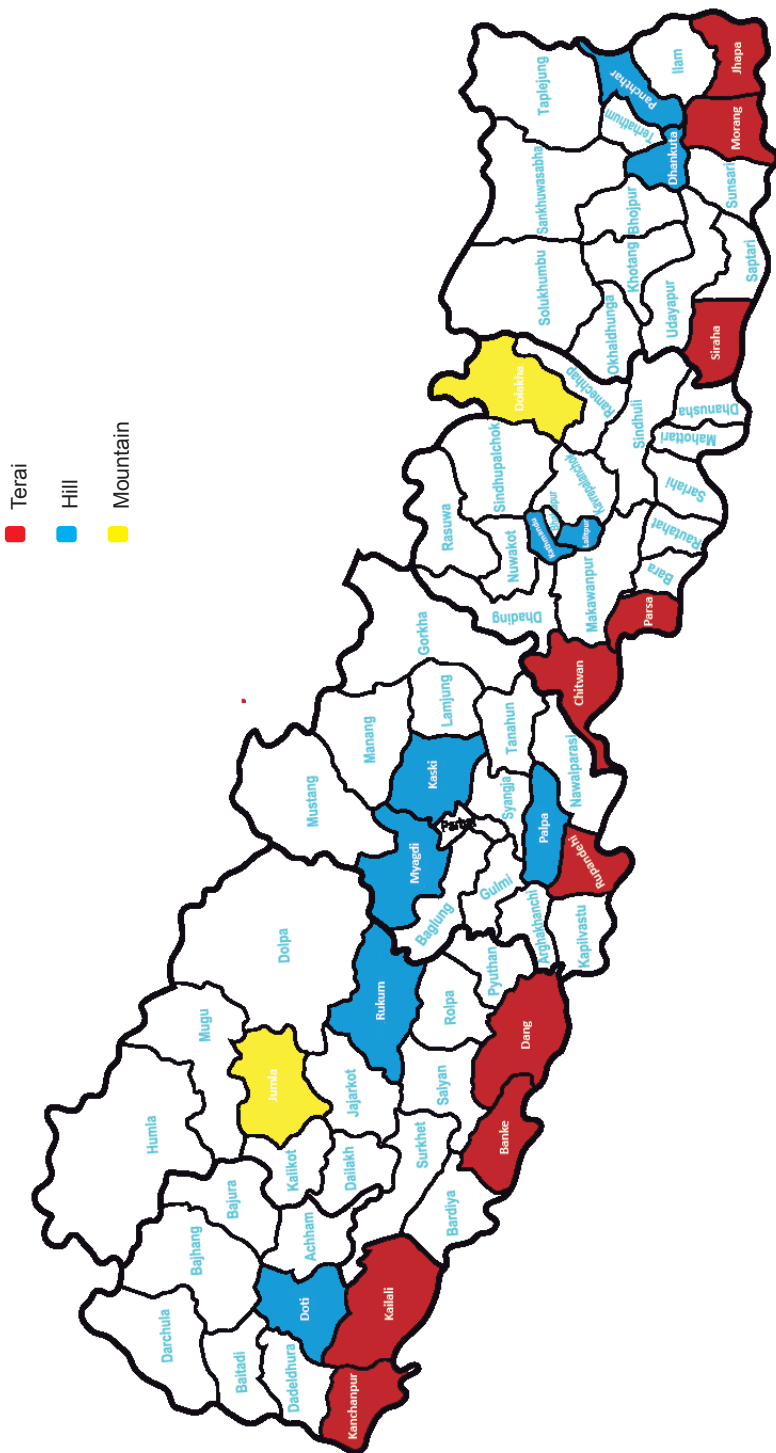 Terai
Hill
Mountain
Humla
Darchula
Bajhang
Mugu
Bajura
Baitadi
Dolpa
Jumla
Mustang
Doti
Kalikot
Dadeldhura
Achham
Jajarkot
Manang
Gorkha
Dailakh
Rukum
Myagdi
Kaski
Lamjung
Kanchanpur
Kailali
Surkhet
Salyan
Rolpa
Baglung
Syangja
Tanahun
Dhading
Rasuwa
Nuwakot
Sindhupalchok
Dolakha
Bardiya
Banke
Dang
Pyuthan
Gulmi
Arghakhanchi
Palpa
Nawalparasi
Kapilvastu
Rupandehi
Chitwan
Kathmandu
Lalitpur
Makawanpur
Ramechhap
Sindhuli
Parsa
Bara
Rautahat
Sarlahi
Mahottari
Dhanusha
Solukhumbu
Sankhuwasabha
Taplejung
Okhaldhunga
Khotang
Bhojpur
Terhathum
Panchthar
Dhankuta
Ilam
Udayapur
Siraha
Saptari
Sunsari
Morang
Jhapa